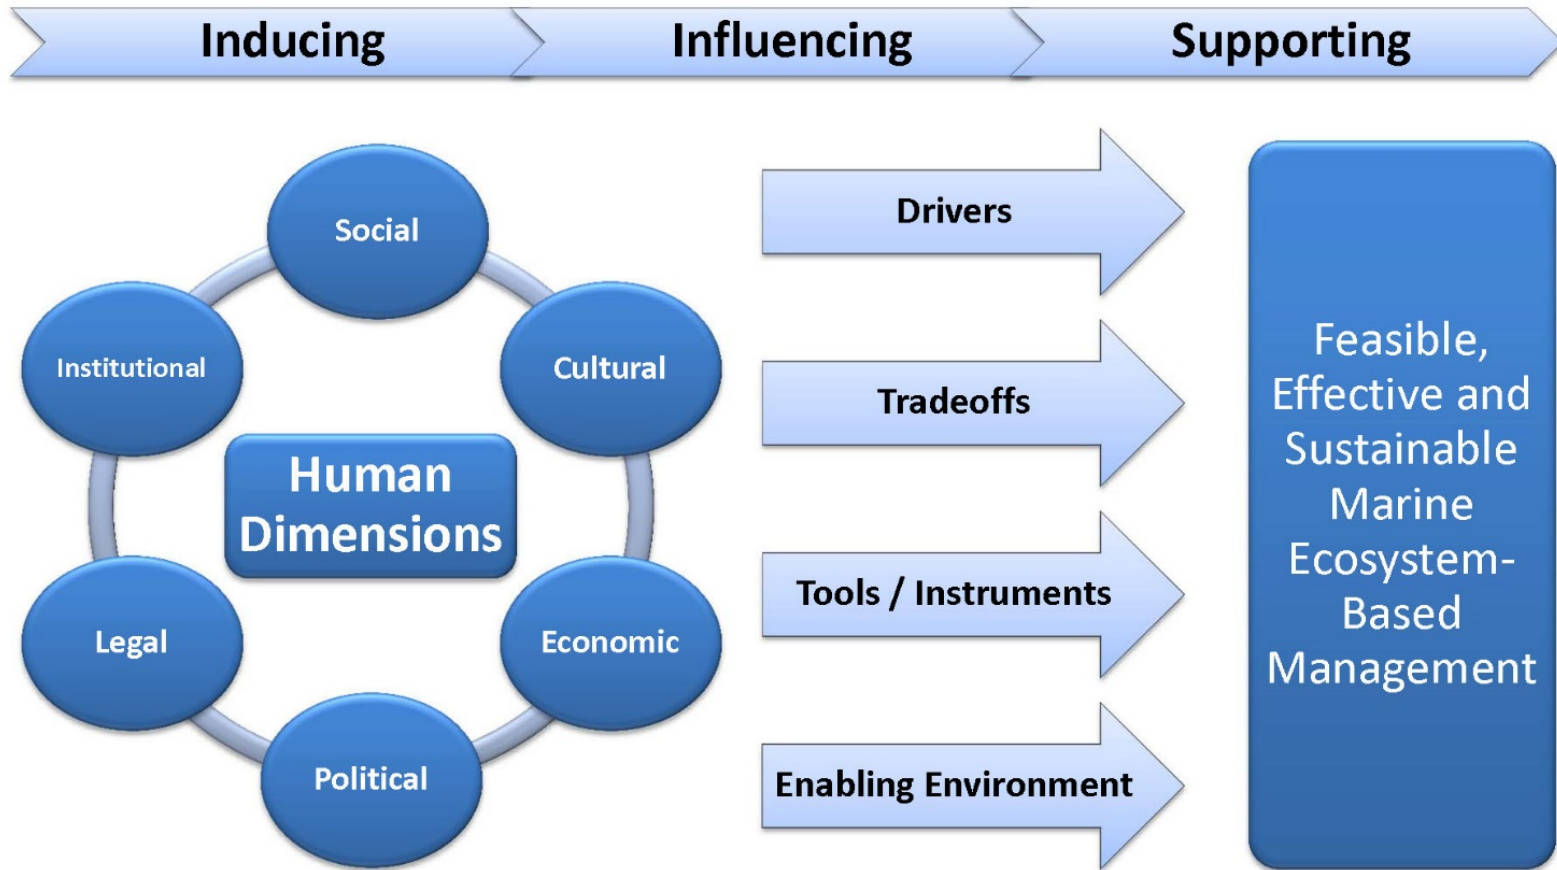 Inducing
Influencing
Supporting
Social
Institutional
Cultural
Human
Dimensions
Legal
Economic
Political
Drivers
Tradeoffs
Tools / Instruments
Enabling Environment
Feasible,
Effective and
Sustainable
Marine
Ecosystem-
Based
Management